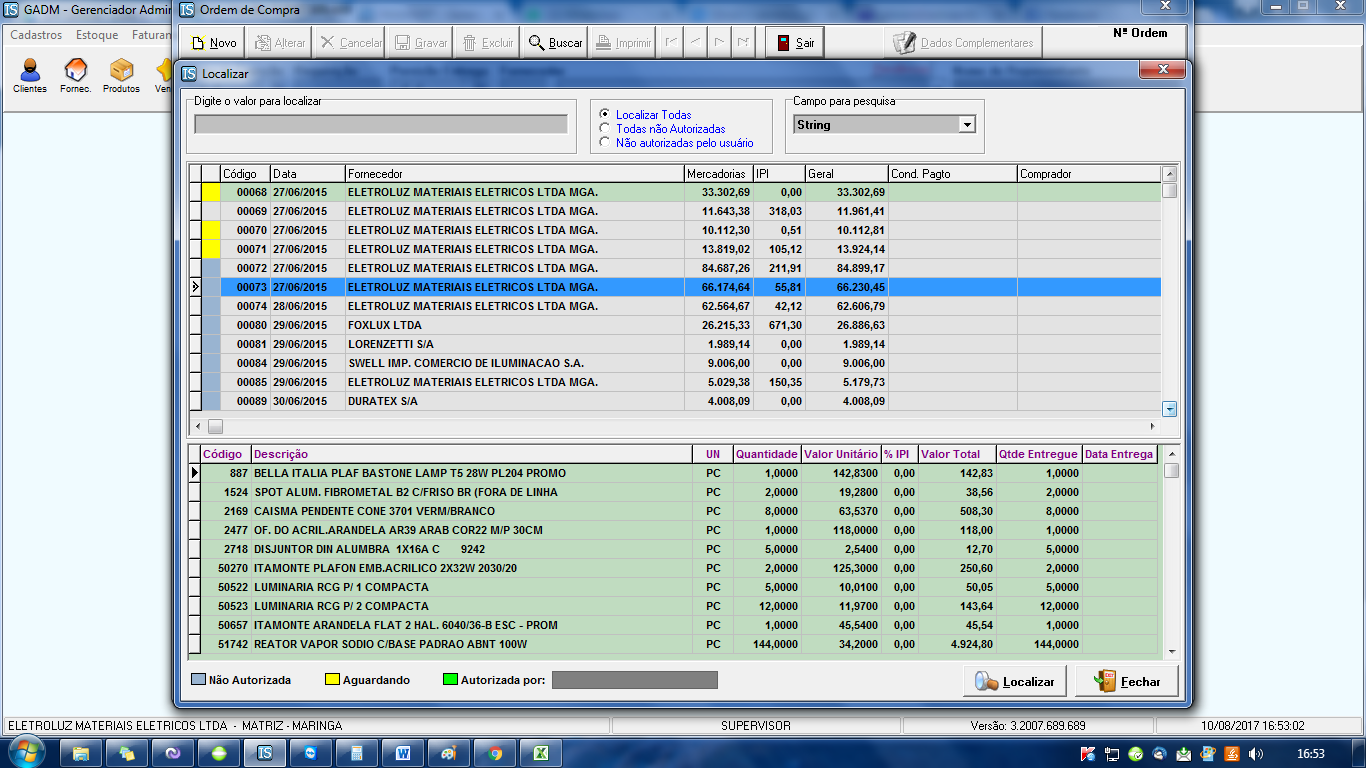 GADM - Gerenciador Admin
Ordem de Compra
Cadastros Estoque Faturan
Novo Alterar Cancelar Gravar Excluir Buscar Imprimir Sair Dados Complementares Nº Ordem
Clientes Fornec. Produtos Ven
Localizar
Digite o valor para localizar
Localizar Todas
Todas não Autorizadas
Não autorizadas pelo usuário
Campo para pesquisa
String
Código Data Fornecedor Mercadorias IPI Geral Cond. Pagto Comprador
00068 27/06/2015 ELETROLUZ MATERIAIS ELETRICOS LTDA MGA. 33.302,69 0,00 33.302,69
00069 27/06/2015 ELETROLUZ MATERIAIS ELETRICOS LTDA MGA. 11.643,38 318,03 11.961,41
00070 27/06/2015 ELETROLUZ MATERIAIS ELETRICOS LTDA MGA. 10.112,30 0,51 10.112,81
00071 27/06/2015 ELETROLUZ MATERIAIS ELETRICOS LTDA MGA. 13.819,02 105,12 13.924,14
00072 27/06/2015 ELETROLUZ MATERIAIS ELETRICOS LTDA MGA. 84.687,26 211,91 84.899,17
00073 27/06/2015 ELETROLUZ MATERIAIS ELETRICOS LTDA MGA. 66.174,64 55,81 66.230,45
00074 28/06/2015 ELETROLUZ MATERIAIS ELETRICOS LTDA MGA. 62.564,67 42,12 62.606,79
00080 29/06/2015 FOXLUX LTDA 26.215,33 671,30 26.886,63
00081 29/06/2015 LORENZETTI S/A 1.989,14 0,00 1.989,14
00084 29/06/2015 SWELL IMP. COMERCIO DE ILUMINACAO S.A. 9.006,00 0,00 9.006,00
00085 29/06/2015 ELETROLUZ MATERIAIS ELETRICOS LTDA MGA. 5.029,38 150,35 5.179,73
00089 30/06/2015 DURATEX S/A 4.008,09 0,00 4.008,09
Código Descrição UN Quantidade Valor Unitário % IPI Valor Total Qtde Entregue Data Entrega
887 BELLA ITALIA PLAF BASTONE LAMP T5 28W PL204 PROMO PC 1,0000 142,8300 0,00 142,83 1,0000
1524 SPOT ALUM. FIBROMETAL B2 C/FRISO BR (FORA DE LINHA PC 2,0000 19,2800 0,00 38,56 2,0000
2169 CAISMA PENDENTE CONE 3701 VERM/BRANCO PC 8,0000 63,5370 0,00 508,30 8,0000
2477 OF. DO ACRIL.ARANDELA AR39 ARAB COR22 M/P 30CM PC 1,0000 118,0000 0,00 118,00 1,0000
2718 DISJUNTOR DIN ALUMBRA 1X16A C 9242 PC 5,0000 2,5400 0,00 12,70 5,0000
50270 ITAMONTE PLAFON EMB.ACRILICO 2X32W 2030/20 PC 2,0000 125,3000 0,00 250,60 2,0000
50522 LUMINARIA RCG P/ 1 COMPACTA PC 5,0000 10,0100 0,00 50,05 5,0000
50523 LUMINARIA RCG P/ 2 COMPACTA PC 12,0000 11,9700 0,00 143,64 12,0000
50657 ITAMONTE ARANDELA FLAT 2 HAL. 6040/36-B ESC - PROM PC 1,0000 45,5400 0,00 45,54 1,0000
51742 REATOR VAPOR SODIO C/BASE PADRAO ABNT 100W PC 144,0000 34,2000 0,00 4.924,80 144,0000
Não Autorizada Aguardando Autorizada por: Localizar Fechar
ELETROLUZ MATERIAIS ELETRICOS LTDA - MATRIZ - MARINGA SUPERVISOR Versão: 3.2007.689.689 10/08/2017 16:53:02
16:53